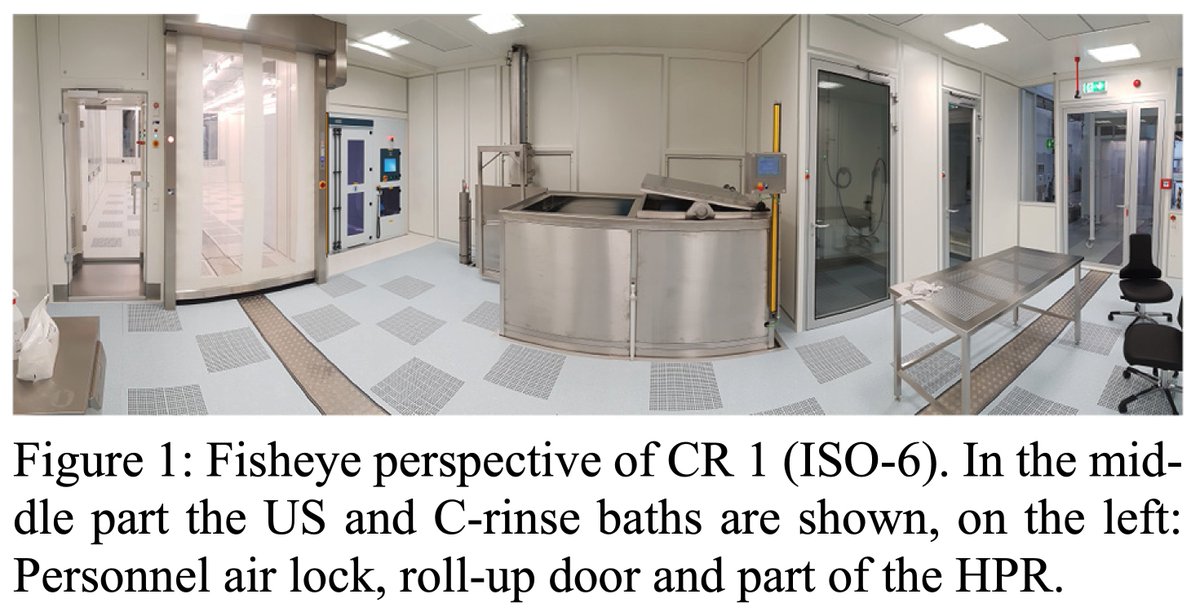 Figure 1: Fisheye perspective of CR 1 (ISO-6). In the mid-
dle part the US and C-rinse baths are shown, on the left:
Personnel air lock, roll-up door and part of the HPR.